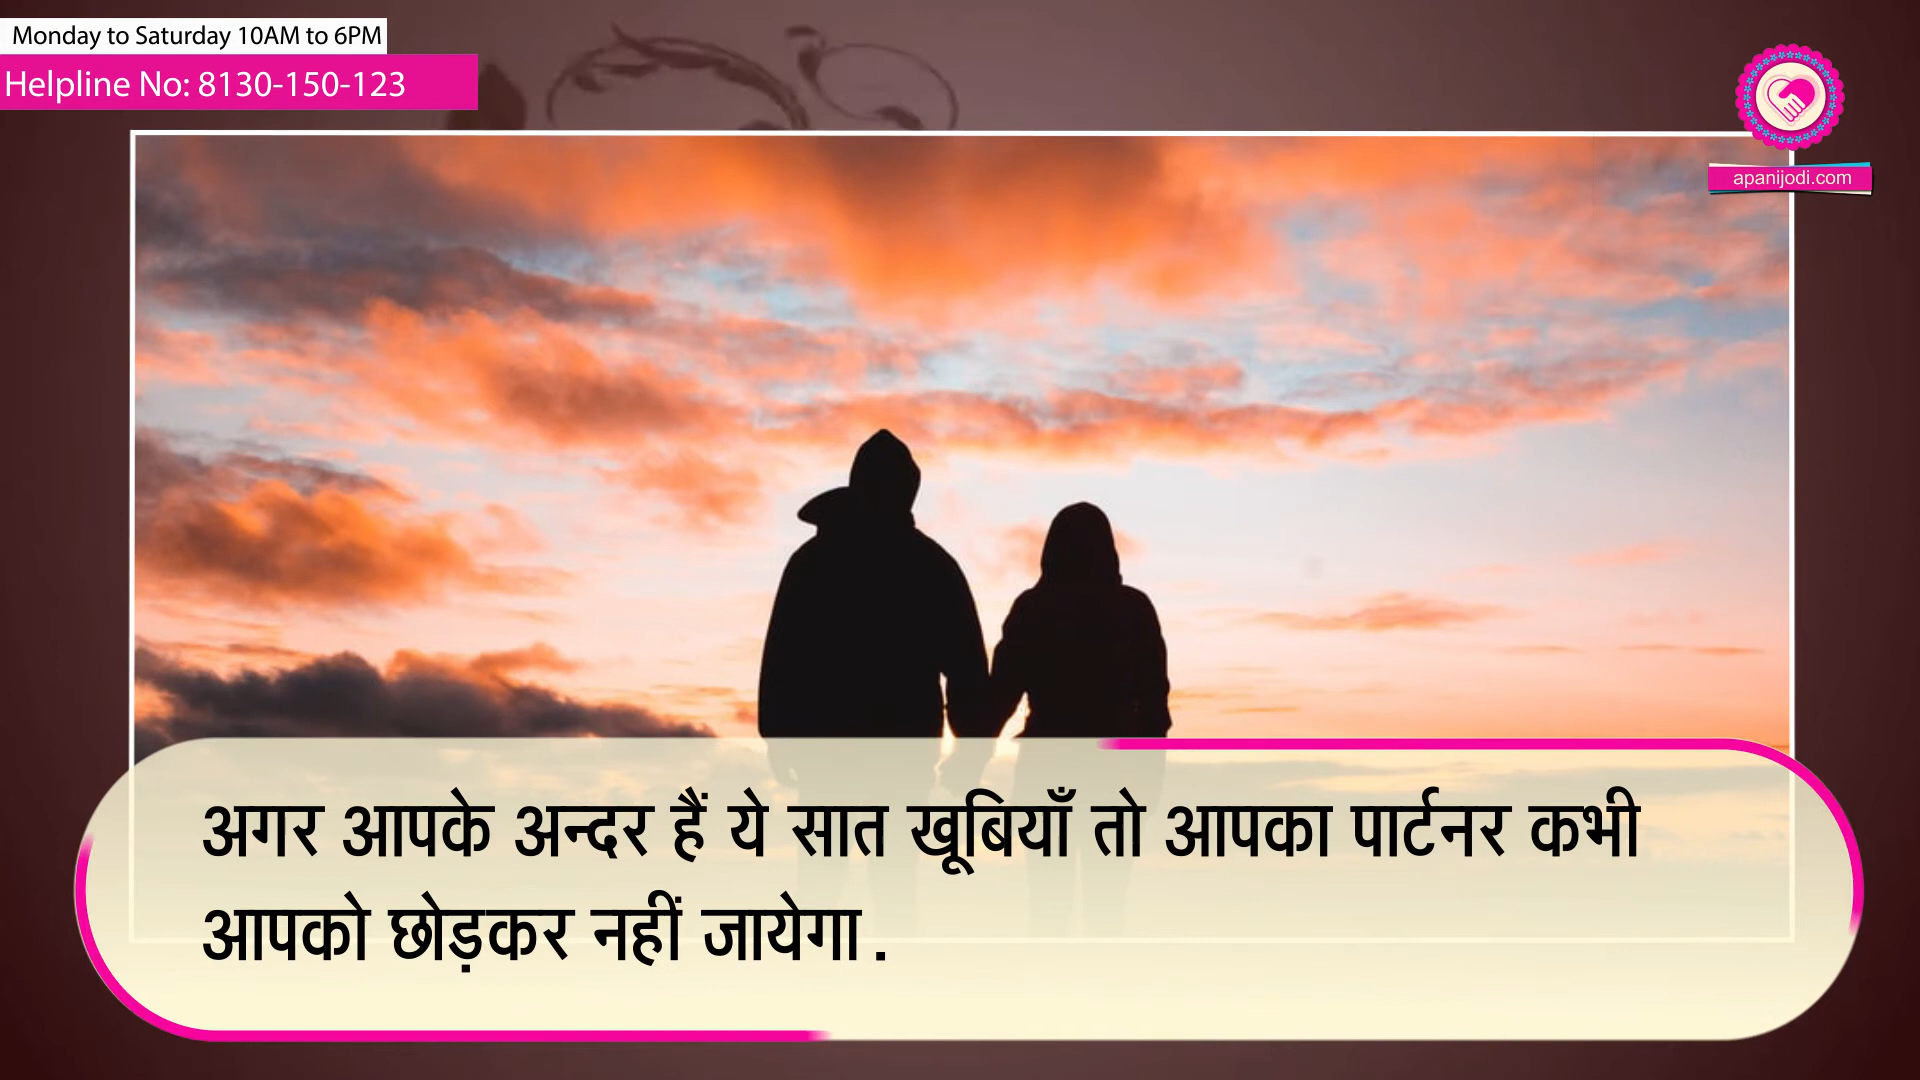 Monday to Saturday 10AM to 6PM
Helpline No: 8130-150-123
apanijodi.com
अगर आपके अन्दर हैं ये सात खूबियाँ तो आपका पार्टनर कभी
आपको छोड़कर नहीं जायेगा.